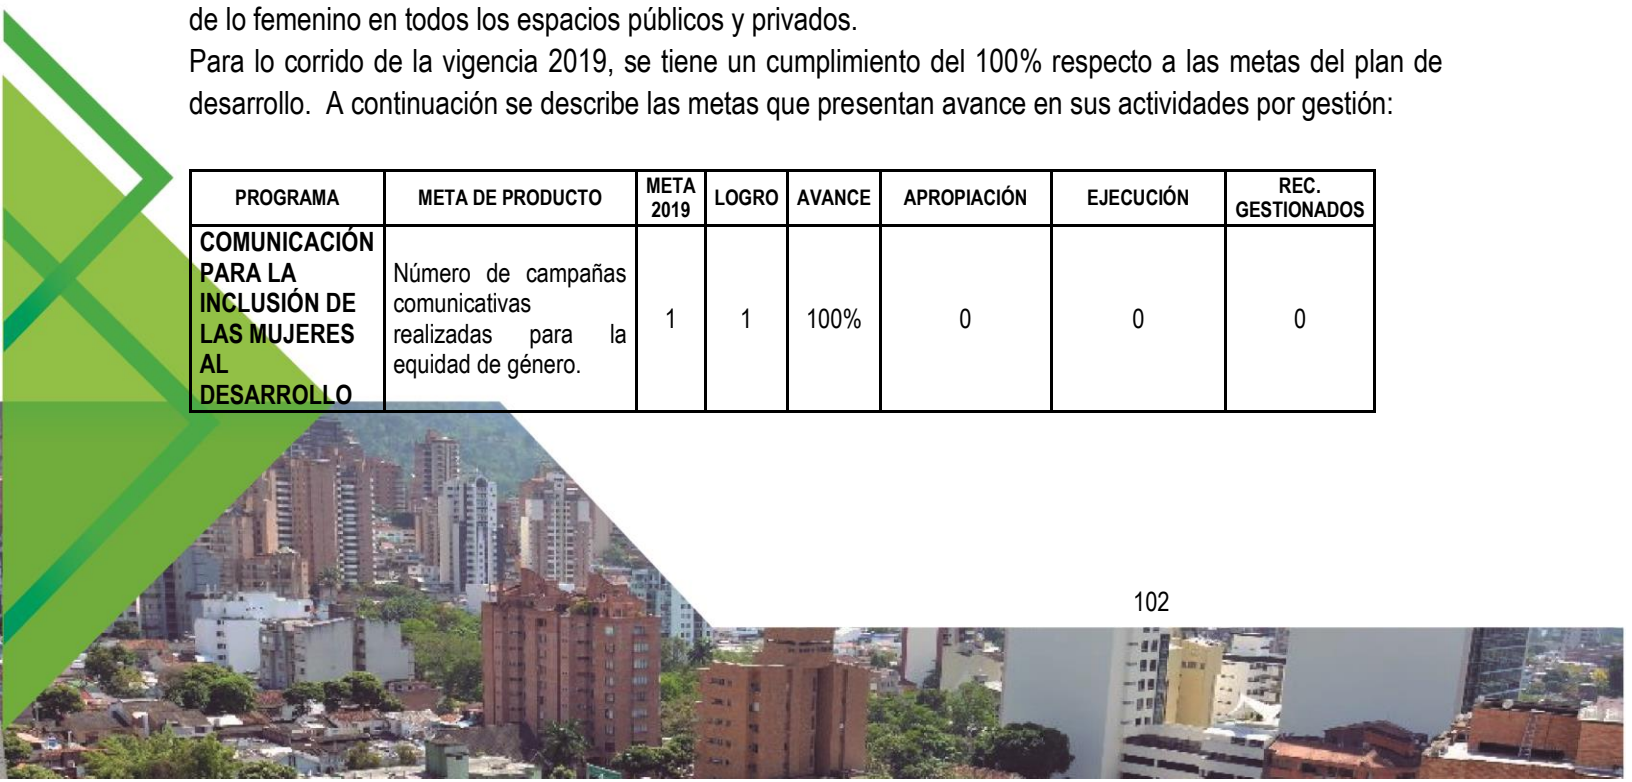 de lo femenino en todos los espacios públicos y privados.
Para lo corrido de la vigencia 2019, se tiene un cumplimiento del 100% respecto a las metas del plan de
desarrollo. A continuación se describe las metas que presentan avance en sus actividades por gestión:
PROGRAMA META DE PRODUCTO META 2019 LOGRO AVANCE APROPIACIÓN EJECUCIÓN REC. GESTIONADOS
COMUNICACIÓN
PARA LA
INCLUSIÓN DE
LAS MUJERES
AL
DESARROLLO
Número de campañas
comunicativas
realizadas para la
equidad de género.
1 1 100% 0 0 0
102